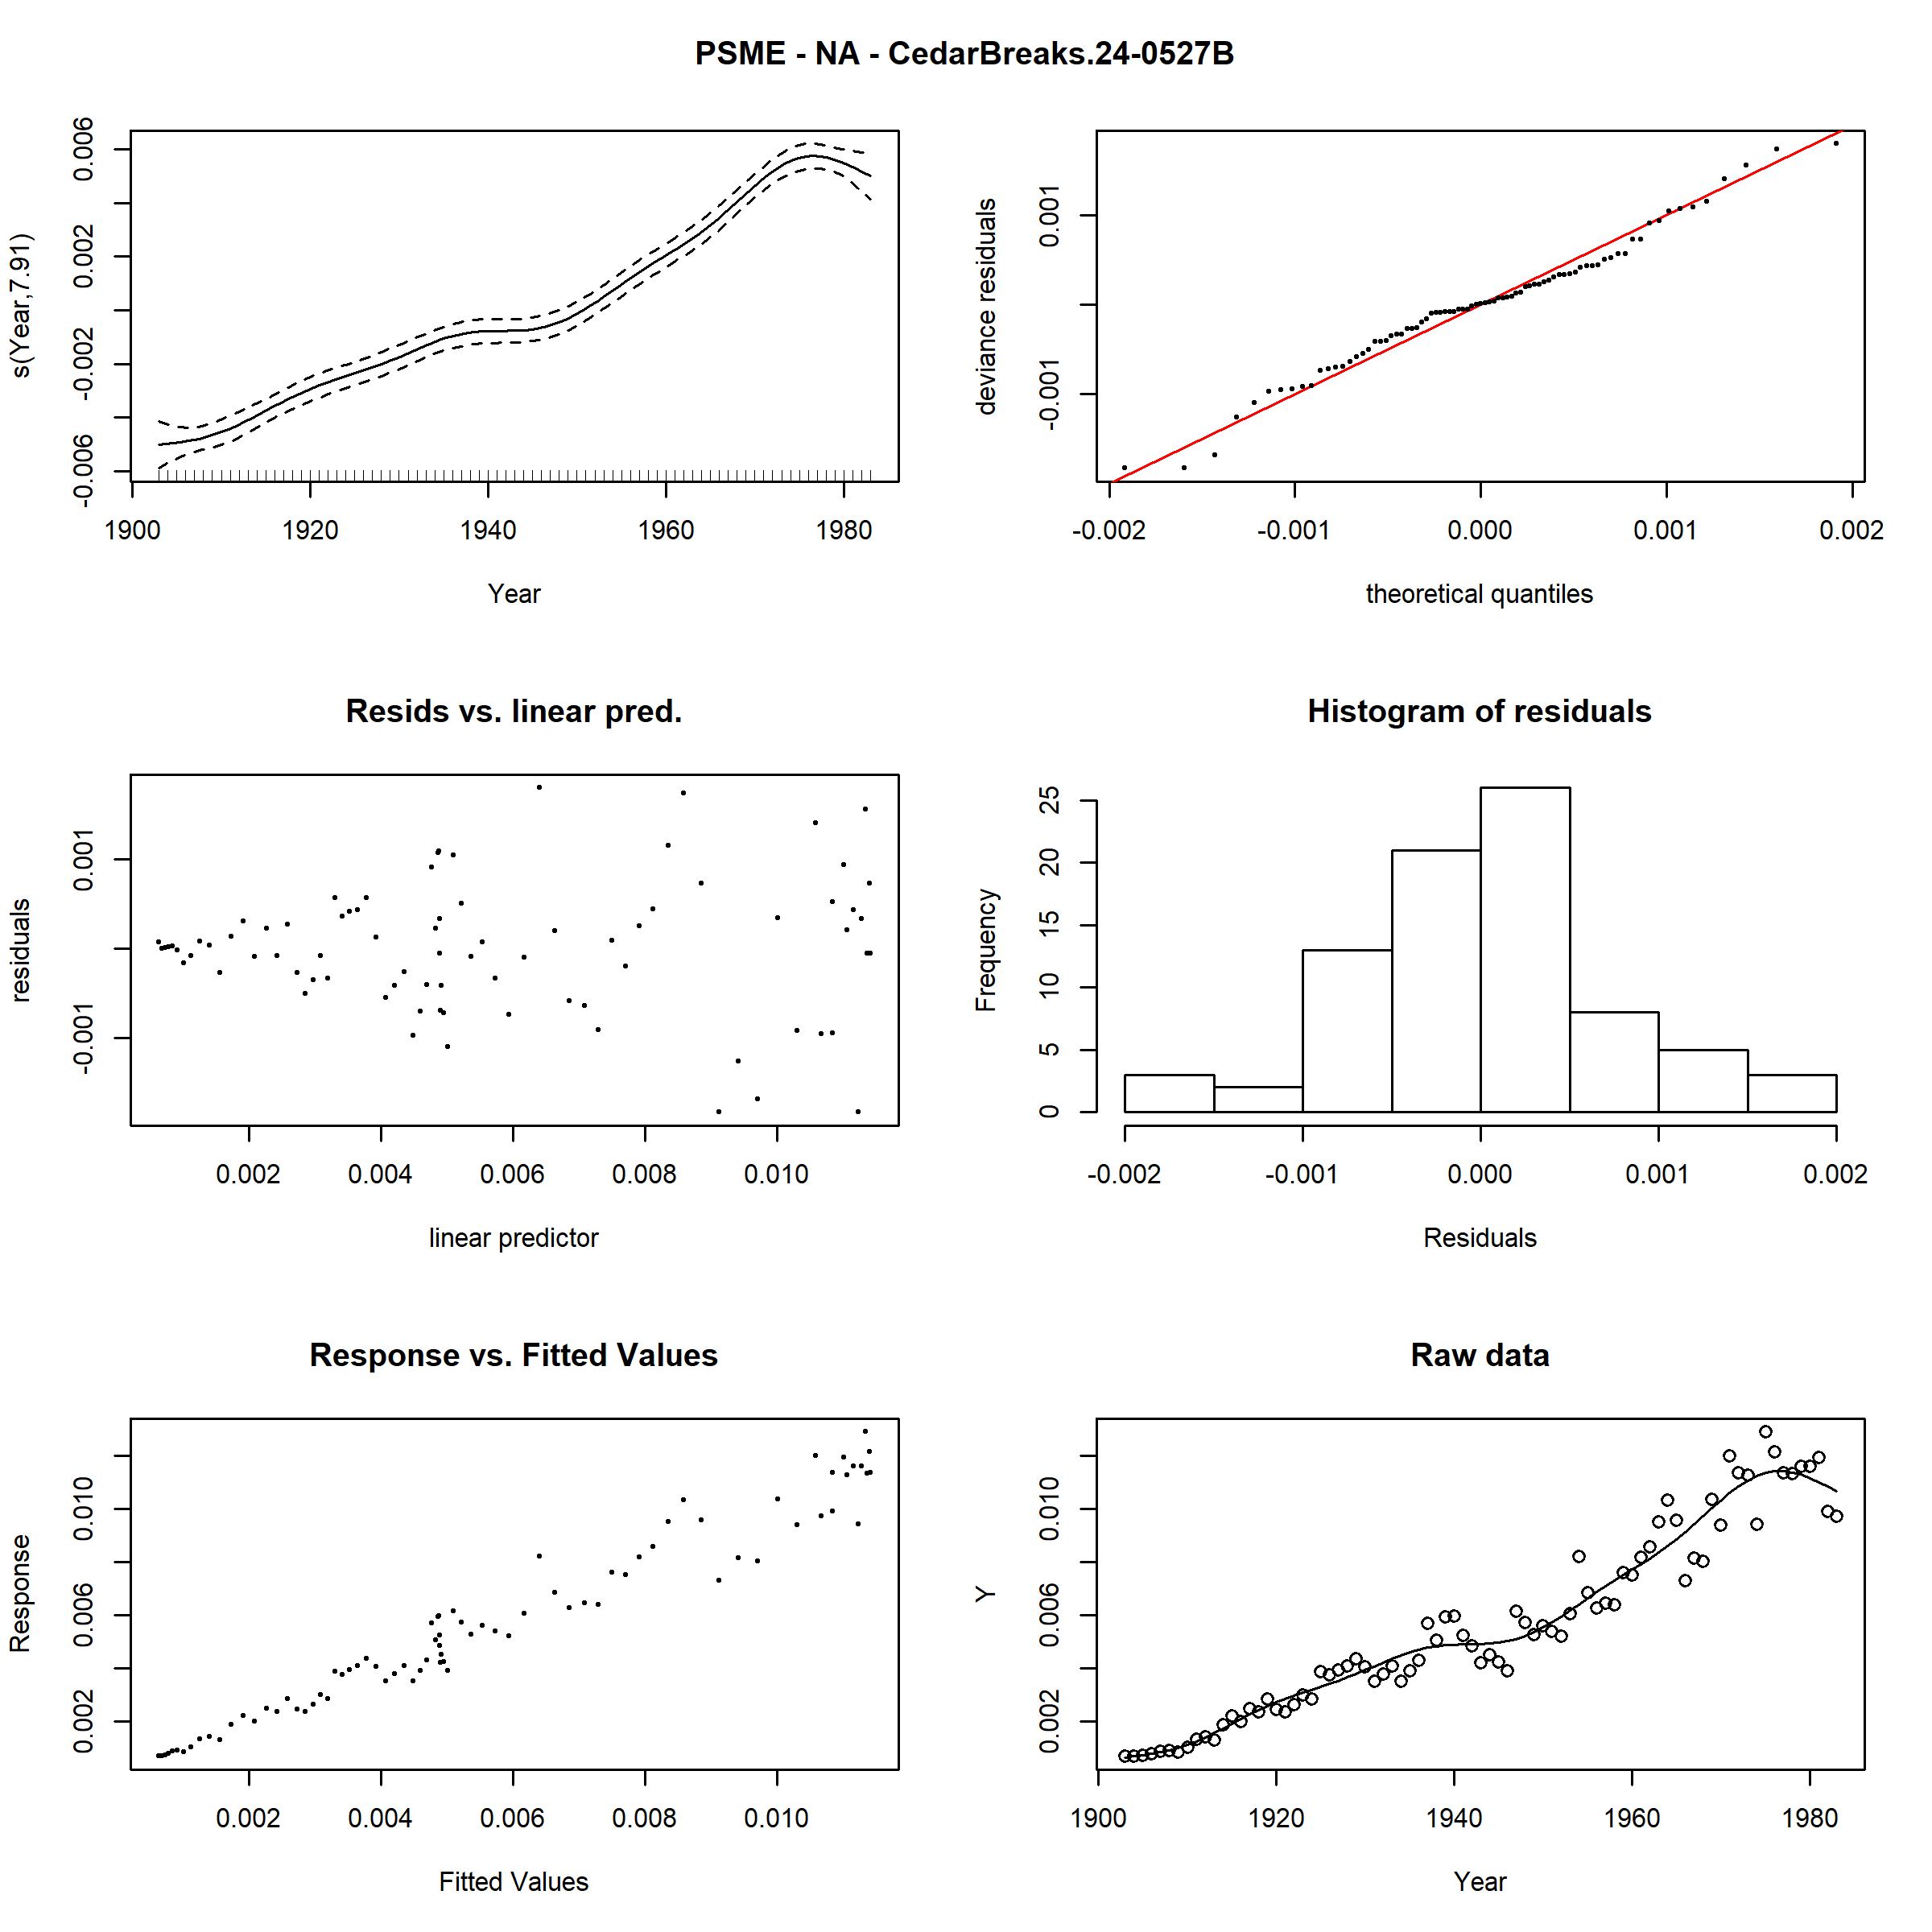 PSME - NA - CedarBreaks.24-0527B
s(Year,7.91)
-0.006 -0.002 0.002 0.006
1900 1920 1940 1960 1980
Year
deviance residuals
-0.001 0.001
-0.002 -0.001 0.000 0.001 0.002
theoretical quantiles
Resids vs. linear pred.
residuals
-0.001 0.001
0.002 0.004 0.006 0.008 0.010
linear predictor
Histogram of residuals
Frequency
0 5 10 15 20 25
-0.002 -0.001 0.000 0.001 0.002
Residuals
Response vs. Fitted Values
Response
0.002 0.006 0.010
0.002 0.004 0.006 0.008 0.010
Fitted Values
Raw data
Y
0.002 0.006 0.010
1900 1920 1940 1960 1980
Year